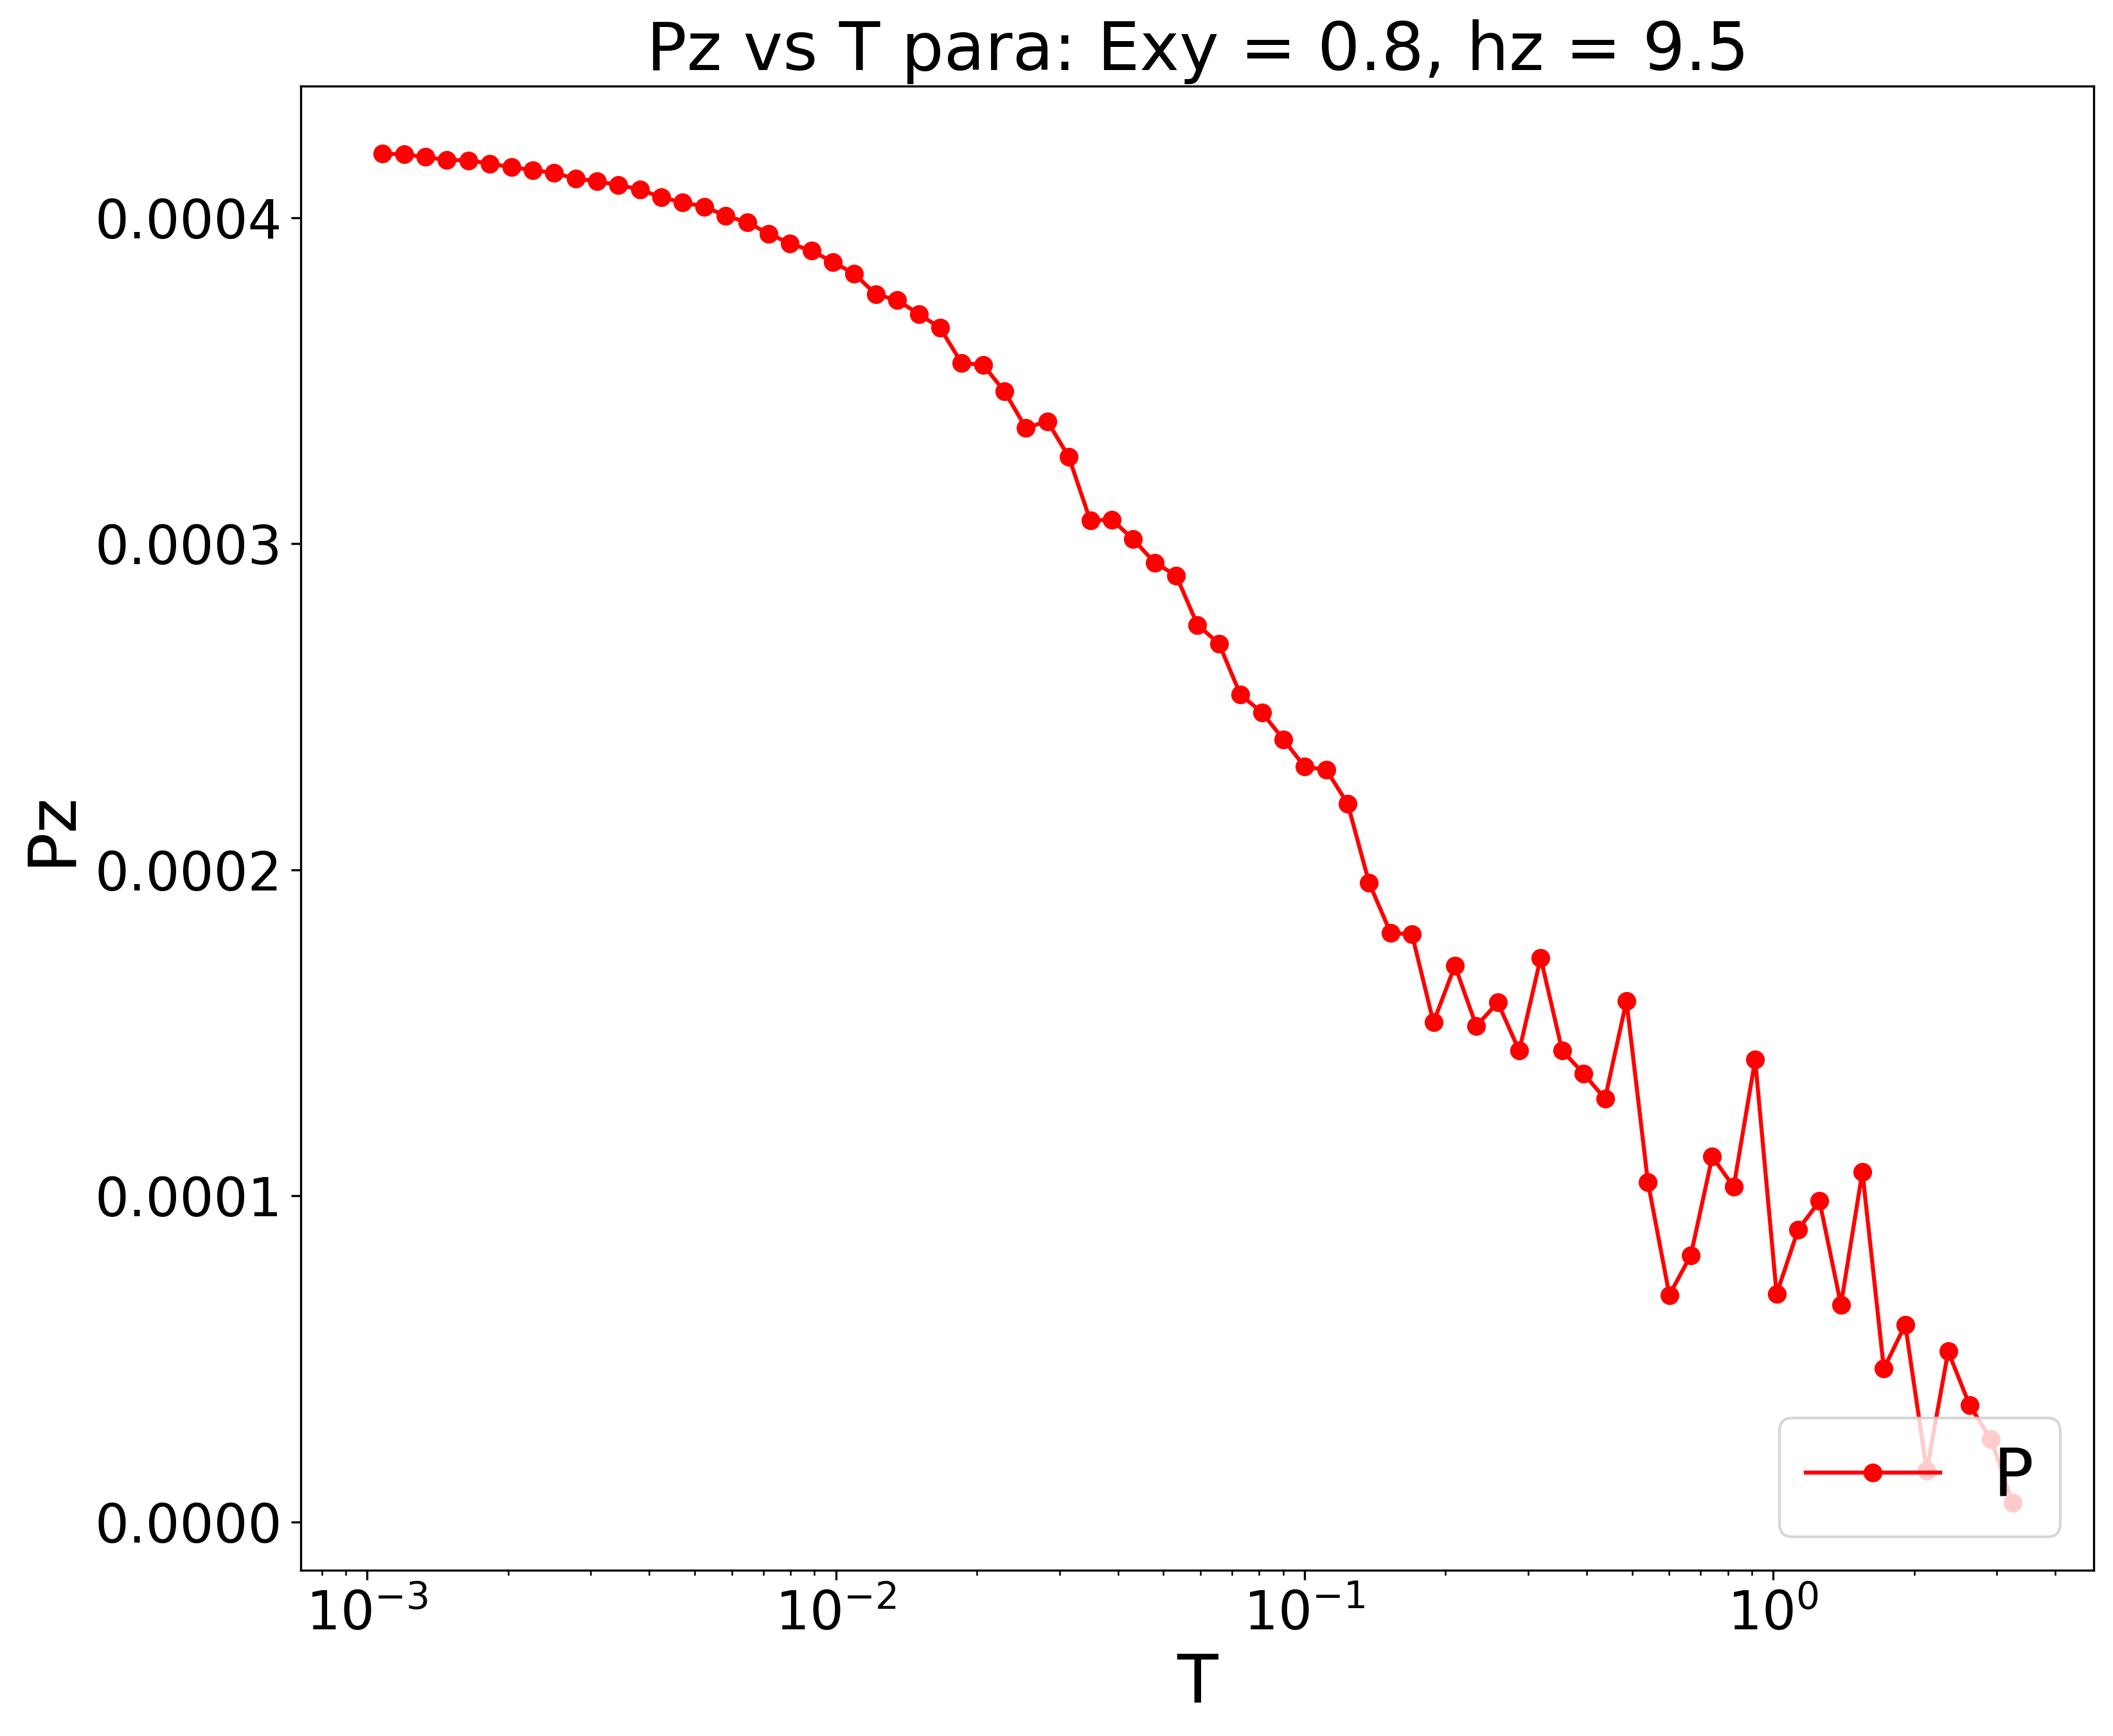 Pz vs T para: Exy = 0.8, hz = 9.5
0.0004
0.0003
0.0002
0.0001
0.0000
Pz
10⁻³ 10⁻² 10⁻¹ 10⁰
T
P